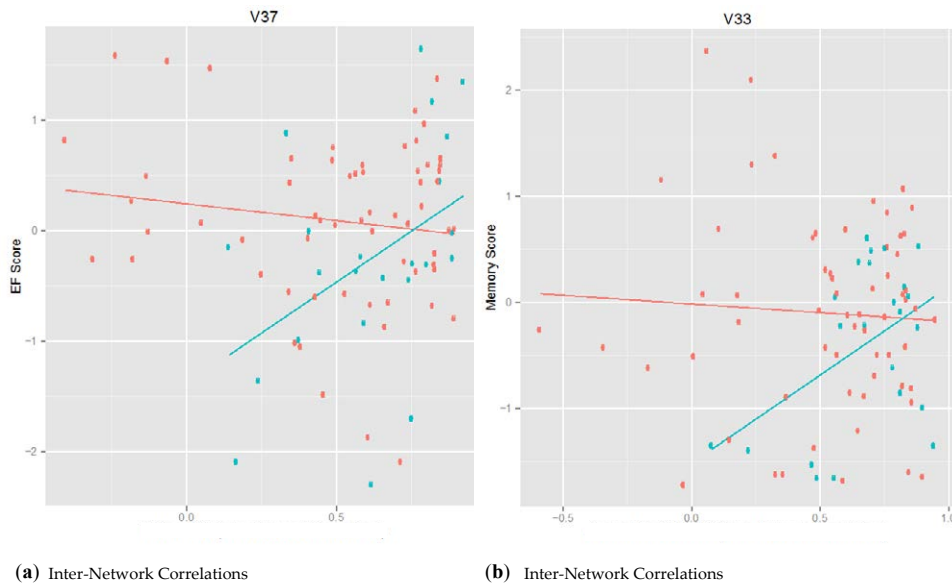 V37
EF Score
1
0
−1
−2
0.0
0.5
(a) Inter-Network Correlations
V33
Memory Score
2
1
0
−1
−0.5
0.0
0.5
1.0
(b) Inter-Network Correlations